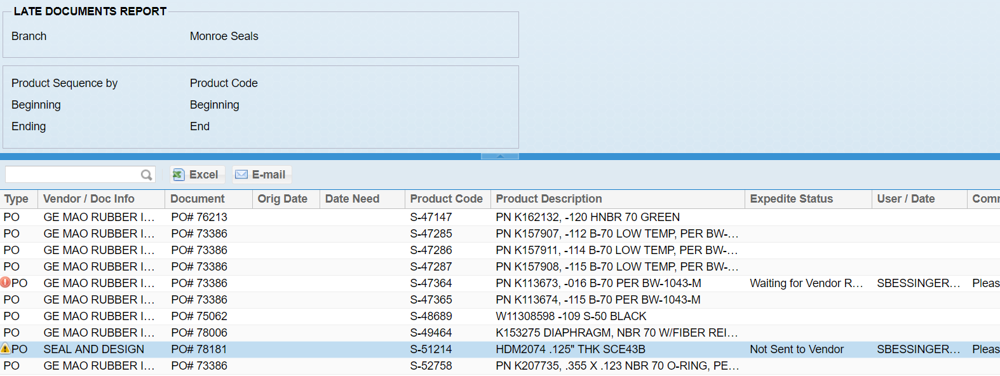 LATE DOCUMENTS REPORT
Branch Monroe Seals
Product Sequence by Product Code
Beginning Beginning
Ending End
Excel E-mail
Type Vendor / Doc Info Document Orig Date Date Need Product Code Product Description Expedite Status User / Date Comm
PO GE MAO RUBBER I... PO# 76213 S-47147 PN K162132, -120 HNBR 70 GREEN
PO GE MAO RUBBER I... PO# 73386 S-47285 PN K157907, -112 B-70 LOW TEMP, PER BW-...
PO GE MAO RUBBER I... PO# 73386 S-47286 PN K157911, -114 B-70 LOW TEMP, PER BW-...
PO GE MAO RUBBER I... PO# 73386 S-47287 PN K157908, -115 B-70 LOW TEMP, PER BW-...
PO GE MAO RUBBER I... PO# 73386 S-47364 PN K113673, -016 B-70 PER BW-1043-M Waiting for Vendor R... SBESSINGER... Pleas
PO GE MAO RUBBER I... PO# 73386 S-47365 PN K113674, -115 B-70 PER BW-1043-M
PO GE MAO RUBBER I... PO# 75062 S-48689 W11308598 -109 S-50 BLACK
PO GE MAO RUBBER I... PO# 78006 S-49464 K153275 DIAPHRAGM, NBR 70 W/FIBER REI...
PO SEAL AND DESIGN PO# 78181 S-51214 HDM2074 .125" THK SCE43B Not Sent to Vendor SBESSINGER... Pleas
PO GE MAO RUBBER I... PO# 73386 S-52758 PN K207735, .355 X .123 NBR 70 O-RING, PE...